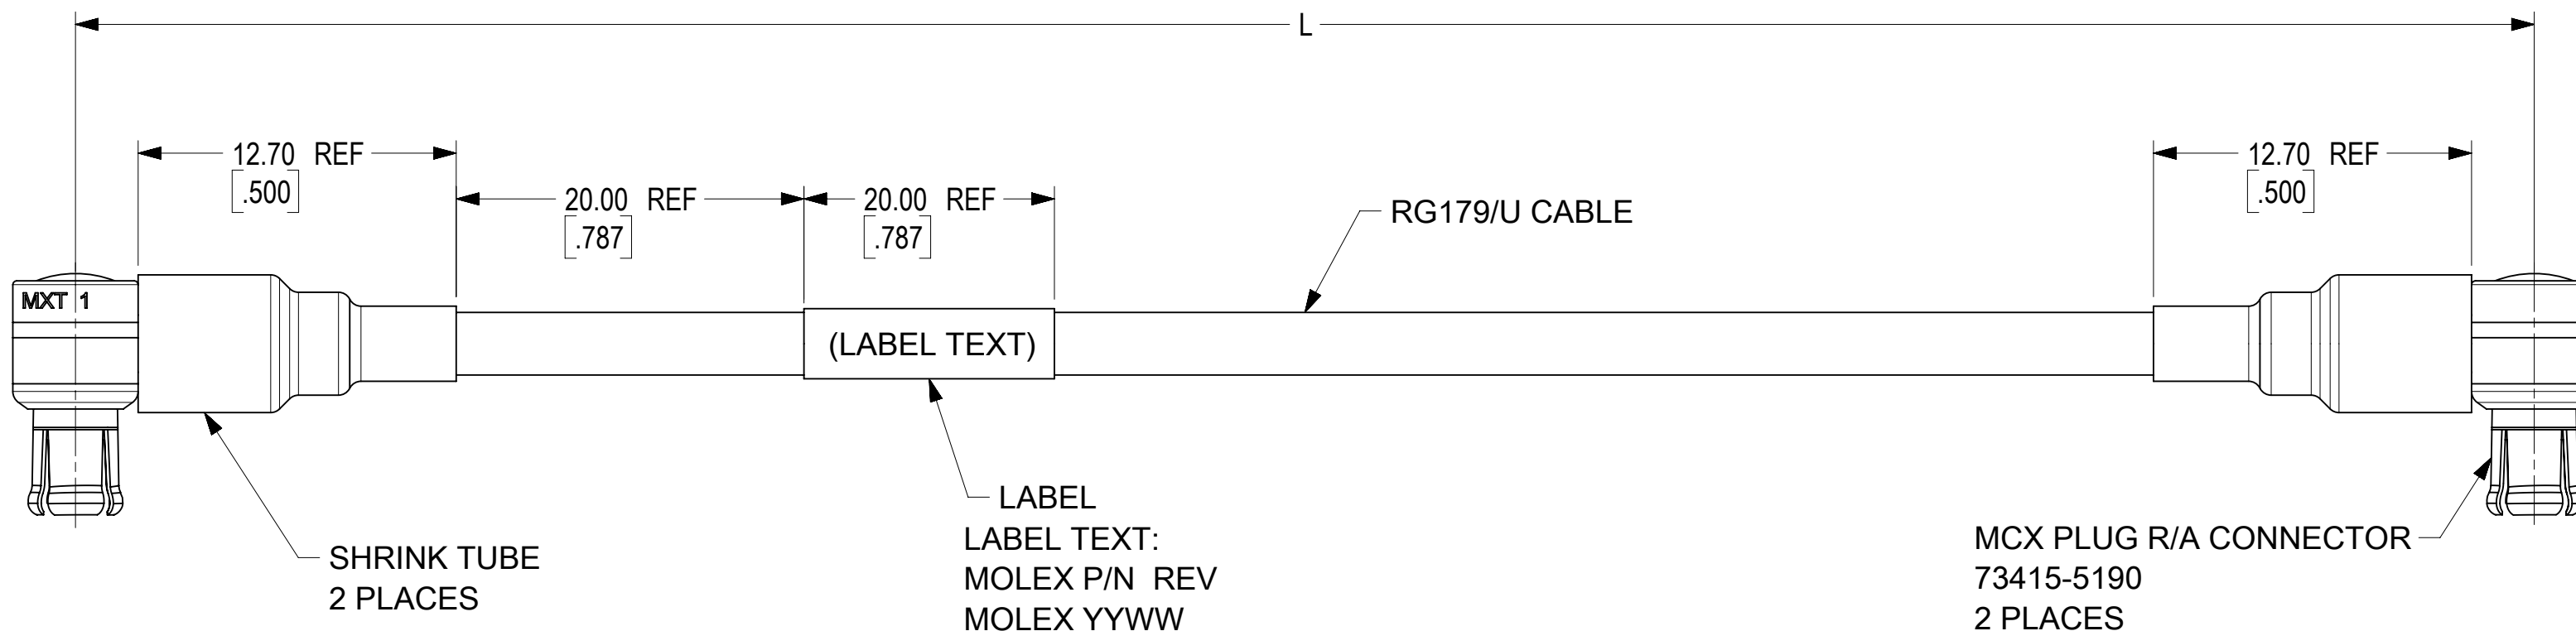 L
12.70 REF
[.500]
20.00 REF
[.787]
20.00 REF
[.787]
RG179/U CABLE
12.70 REF
[.500]
MXT 1
(LABEL TEXT)
SHRINK TUBE
2 PLACES
LABEL
LABEL TEXT:
MOLEX P/N REV
MOLEX YYWW
MCX PLUG R/A CONNECTOR
73415-5190
2 PLACES